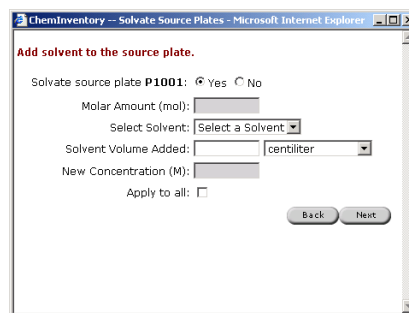 ChemInventory -- Solvate Source Plates - Microsoft Internet Explorer
Add solvent to the source plate.
Solvate source plate P1001: Yes No
Molar Amount (mol):
Select Solvent: Select a Solvent
Solvent Volume Added: centiliter
New Concentration (M):
Apply to all:
Back Next